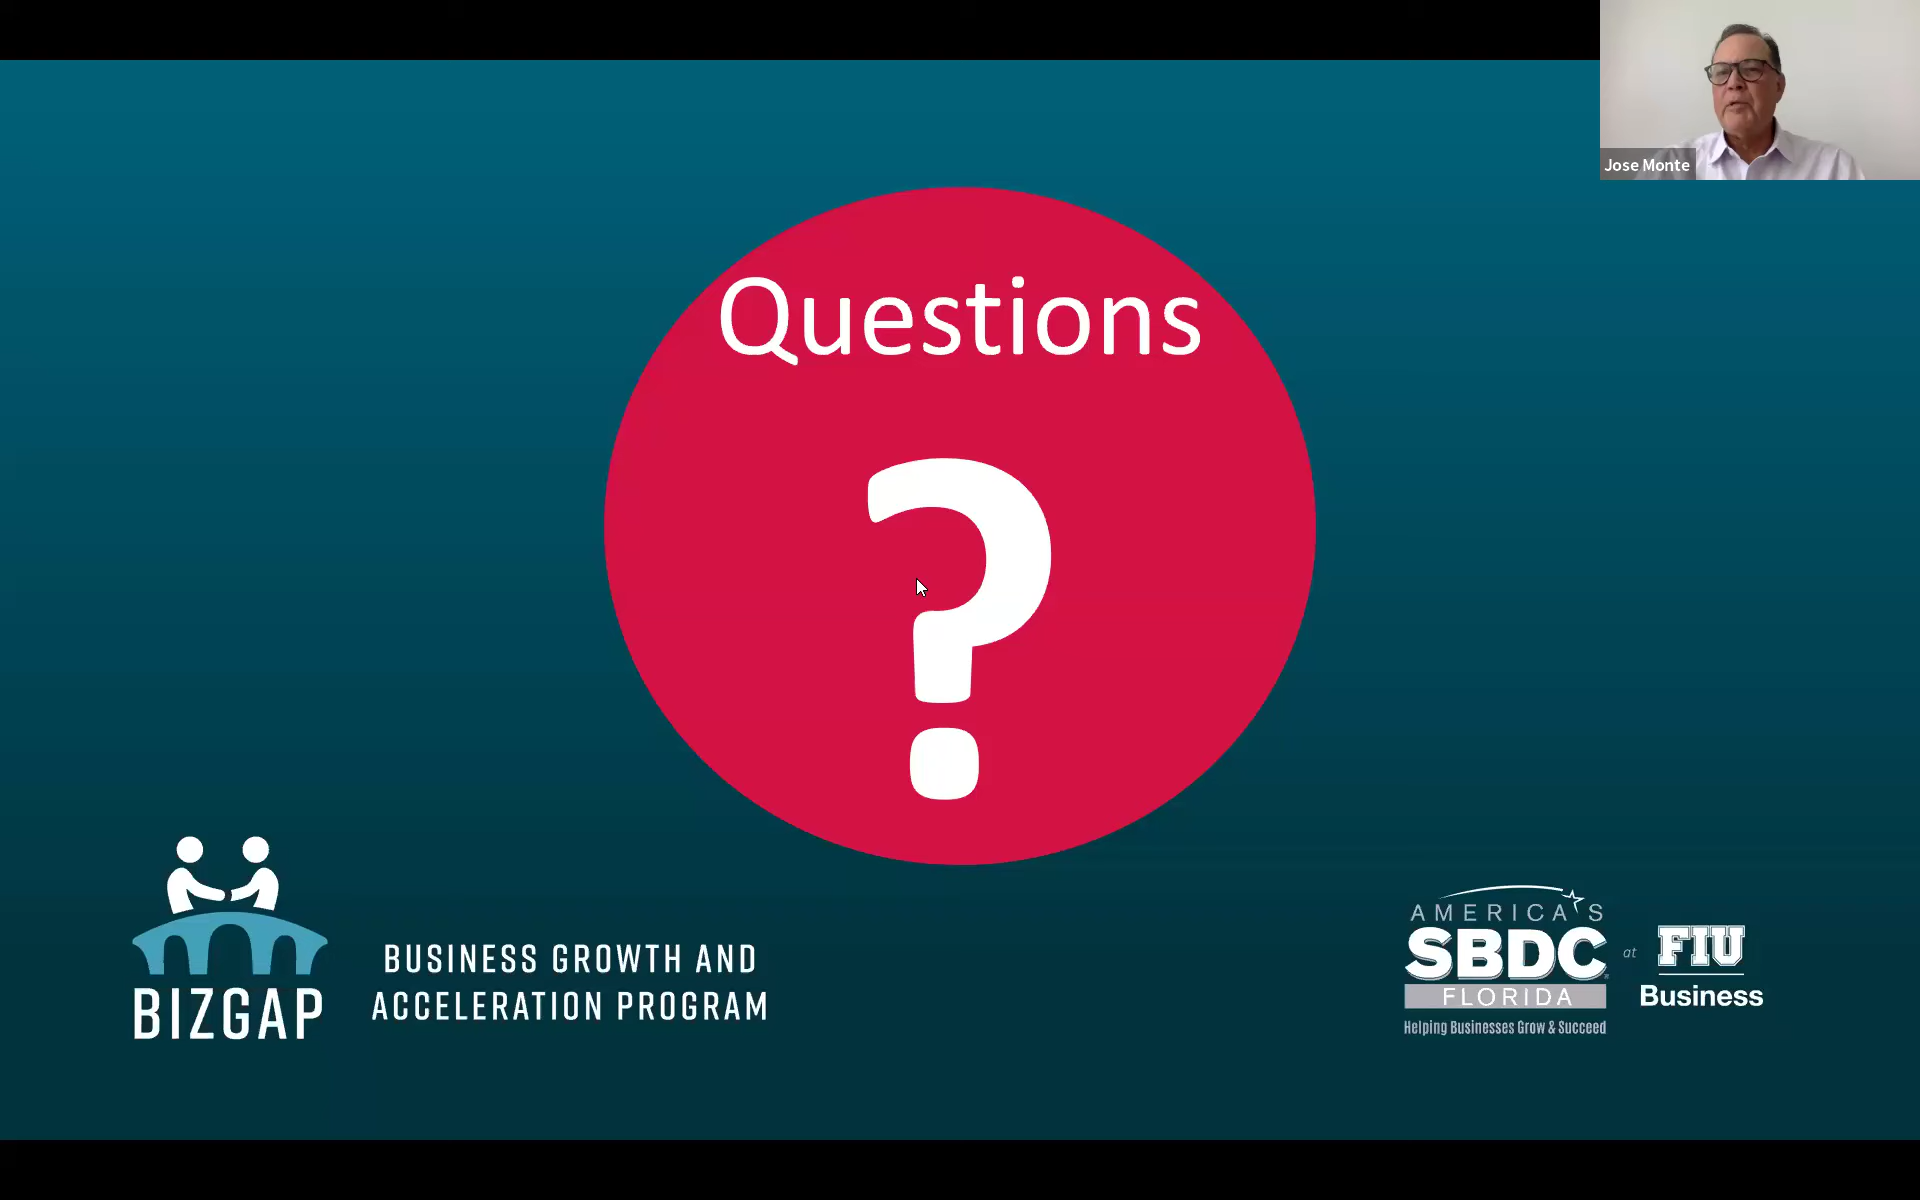 Jose Monte
Questions
?
BIZGAP
BUSINESS GROWTH AND
ACCELERATION PROGRAM
AMERICA'S
SBDC
FLORIDA
Helping Businesses Grow & Succeed
at
FIU
Business